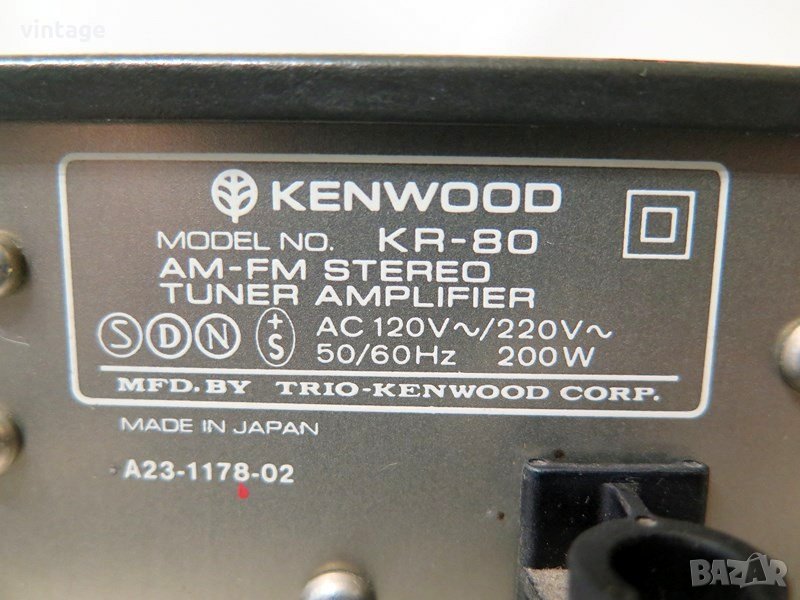 vintage
KENWOOD
MODEL NO. KR-80
AM-FM STEREO
TUNER AMPLIFIER
S D N +S AC 120V~/220V~
50/60Hz 200W
MFD. BY TRIO-KENWOOD CORP.
MADE IN JAPAN
A23-1178-02
BAZAR